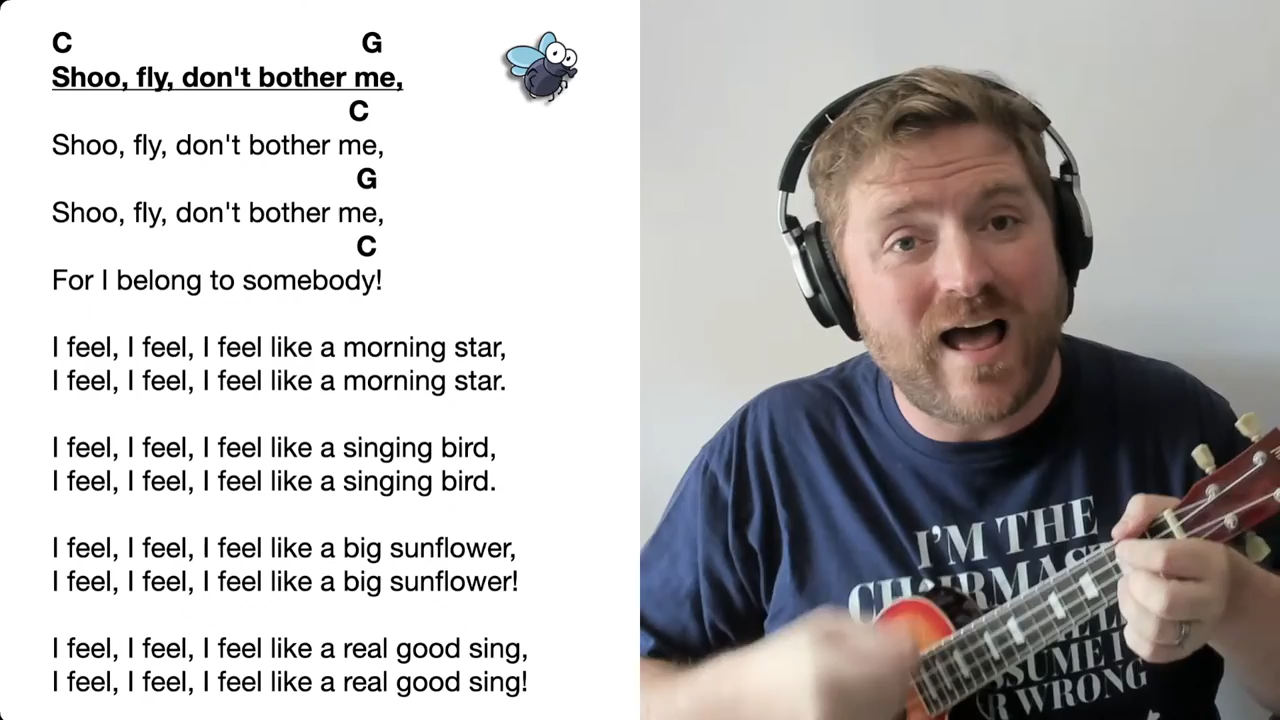 C G
Shoo, fly, don't bother me,
C
Shoo, fly, don't bother me,
G
Shoo, fly, don't bother me,
C
For I belong to somebody!
I feel, I feel, I feel like a morning star,
I feel, I feel, I feel like a morning star.
I feel, I feel, I feel like a singing bird,
I feel, I feel, I feel like a singing bird.
I feel, I feel, I feel like a big sunflower,
I feel, I feel, I feel like a big sunflower!
I feel, I feel, I feel like a real good sing,
I feel, I feel, I feel like a real good sing!
I'M THE
WRONG